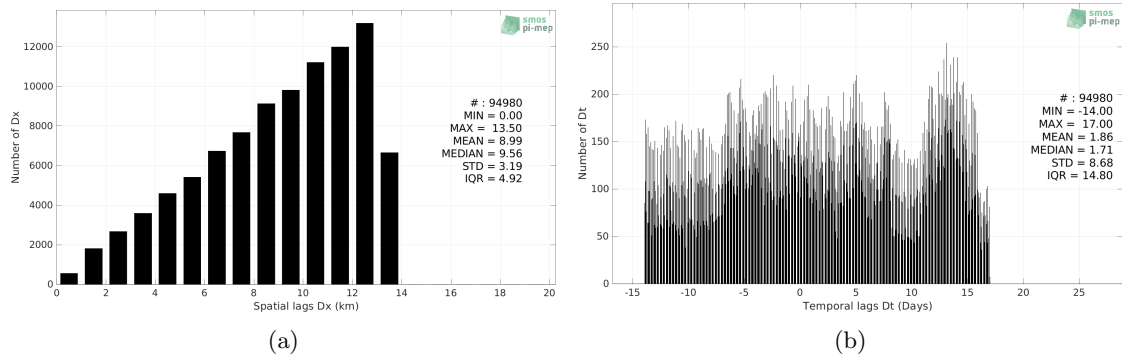 12000
10000
8000
6000
4000
2000
0
Number of Dx
0 2 4 6 8 10 12 14 16 18 20
Spatial lags Dx (km)
smos
pi-mep
# : 94980
MIN = 0.00
MAX = 13.50
MEAN = 8.99
MEDIAN = 9.56
STD = 3.19
IQR = 4.92
(a)
250
200
150
100
50
0
Number of Dt
-15 -10 -5 0 5 10 15 20 25
Temporal lags Dt (Days)
smos
pi-mep
# : 94980
MIN = -14.00
MAX = 17.00
MEAN = 1.86
MEDIAN = 1.71
STD = 8.68
IQR = 14.80
(b)